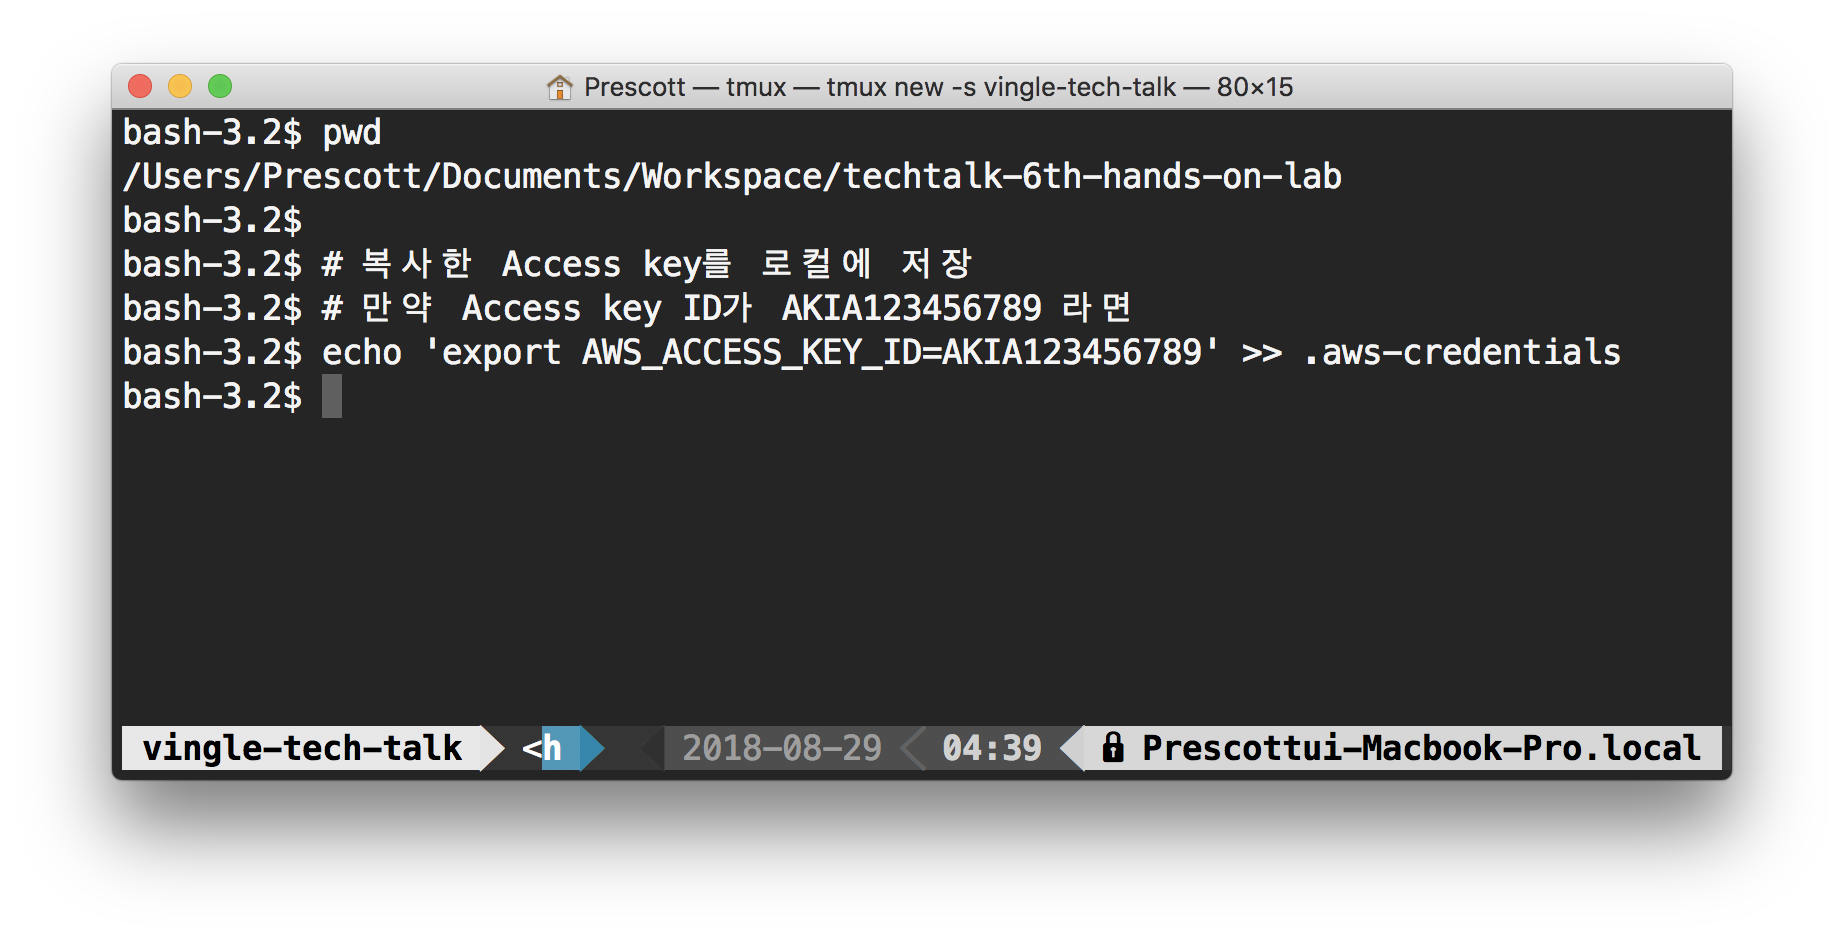 Prescott — tmux — tmux new -s vingle-tech-talk — 80×15
bash-3.2$ pwd
/Users/Prescott/Documents/Workspace/techtalk-6th-hands-on-lab
bash-3.2$
bash-3.2$ # 복사한 Access key를 로컬에 저장
bash-3.2$ # 만약 Access key ID가 AKIA123456789 라면
bash-3.2$ echo 'export AWS_ACCESS_KEY_ID=AKIA123456789' >> .aws-credentials
bash-3.2$
vingle-tech-talk <h 2018-08-29 04:39 Prescottui-Macbook-Pro.local